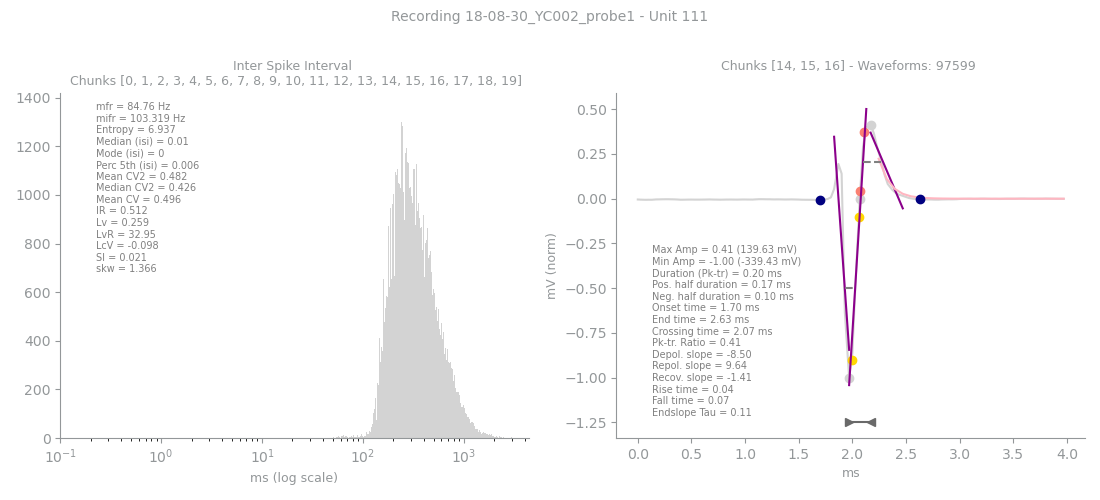 Recording 18-08-30_YC002_probe1 - Unit 111
Inter Spike Interval
Chunks [0, 1, 2, 3, 4, 5, 6, 7, 8, 9, 10, 11, 12, 13, 14, 15, 16, 17, 18, 19]
1400
1200
1000
800
600
400
200
0
mfr = 84.76 Hz
mifr = 103.319 Hz
Entropy = 6.937
Median (isi) = 0.01
Mode (isi) = 0
Perc 5th (isi) = 0.006
Mean CV2 = 0.482
Median CV2 = 0.426
Mean CV = 0.496
IR = 0.512
Lv = 0.259
LvR = 32.95
LcV = -0.098
SI = 0.021
skw = 1.366
10⁻¹ 10⁰ 10¹ 10² 10³
ms (log scale)
Chunks [14, 15, 16] - Waveforms: 97599
mV (norm)
0.50
0.25
0.00
−0.25
−0.50
−0.75
−1.00
−1.25
Max Amp = 0.41 (139.63 mV)
Min Amp = -1.00 (-339.43 mV)
Duration (Pk-tr) = 0.20 ms
Pos. half duration = 0.17 ms
Neg. half duration = 0.10 ms
Onset time = 1.70 ms
End time = 2.63 ms
Crossing time = 2.07 ms
Pk-tr. Ratio = 0.41
Depol. slope = -8.50
Repol. slope = 9.64
Recov. slope = -1.41
Rise time = 0.04
Fall time = 0.07
Endslope Tau = 0.11
0.0 0.5 1.0 1.5 2.0 2.5 3.0 3.5 4.0
ms